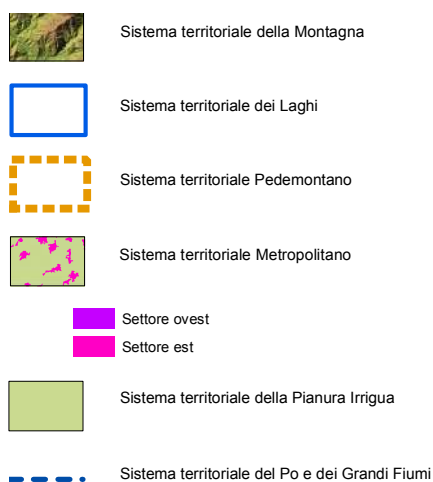 Sistema territoriale della Montagna
Sistema territoriale dei Laghi
Sistema territoriale Pedemontano
Sistema territoriale Metropolitano
Settore ovest
Settore est
Sistema territoriale della Pianura Irrigua
Sistema territoriale del Po e dei Grandi Fiumi